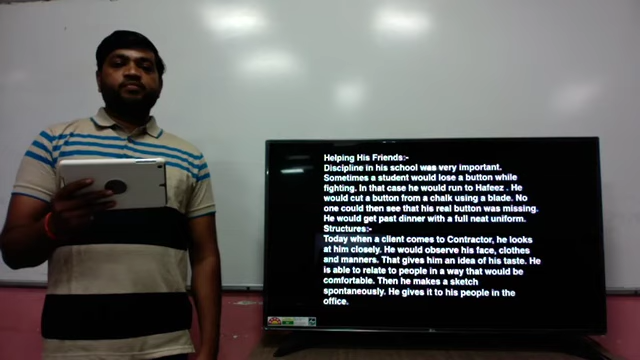 Helping His Friends:-
Discipline in his school was very important.
Sometimes a student would lose a button while
fighting. In that case he would run to Hafeez . He
would cut a button from a chalk using a blade. No
one could then see that his real button was missing.
He would get past dinner with a full neat uniform.
Structures:-
Today when a client comes to Contractor, he looks
at him closely. He would observe his face, clothes
and manners. That gives him an idea of his taste. He
is able to relate to people in a way that would be
comfortable. Then he makes a sketch
spontaneously. He gives it to his people in the
office.